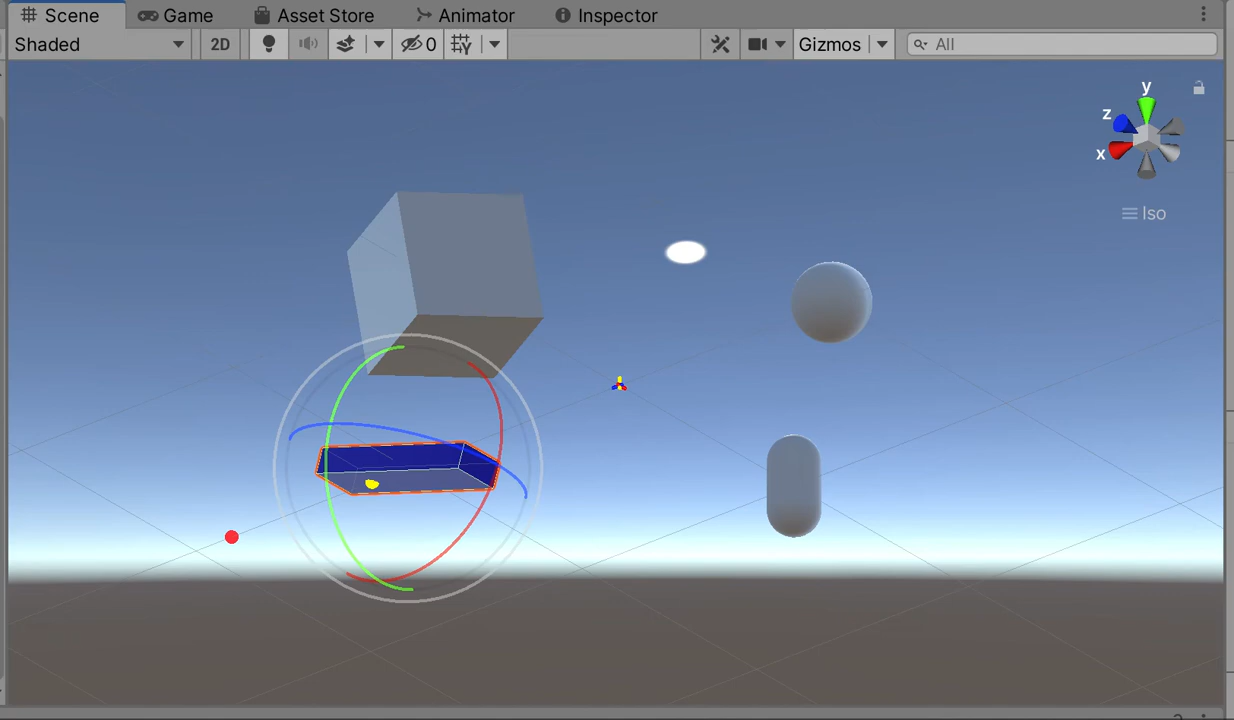 Scene Game Asset Store Animator Inspector
Shaded 2D 0 Gizmos All
y
z
x
Iso